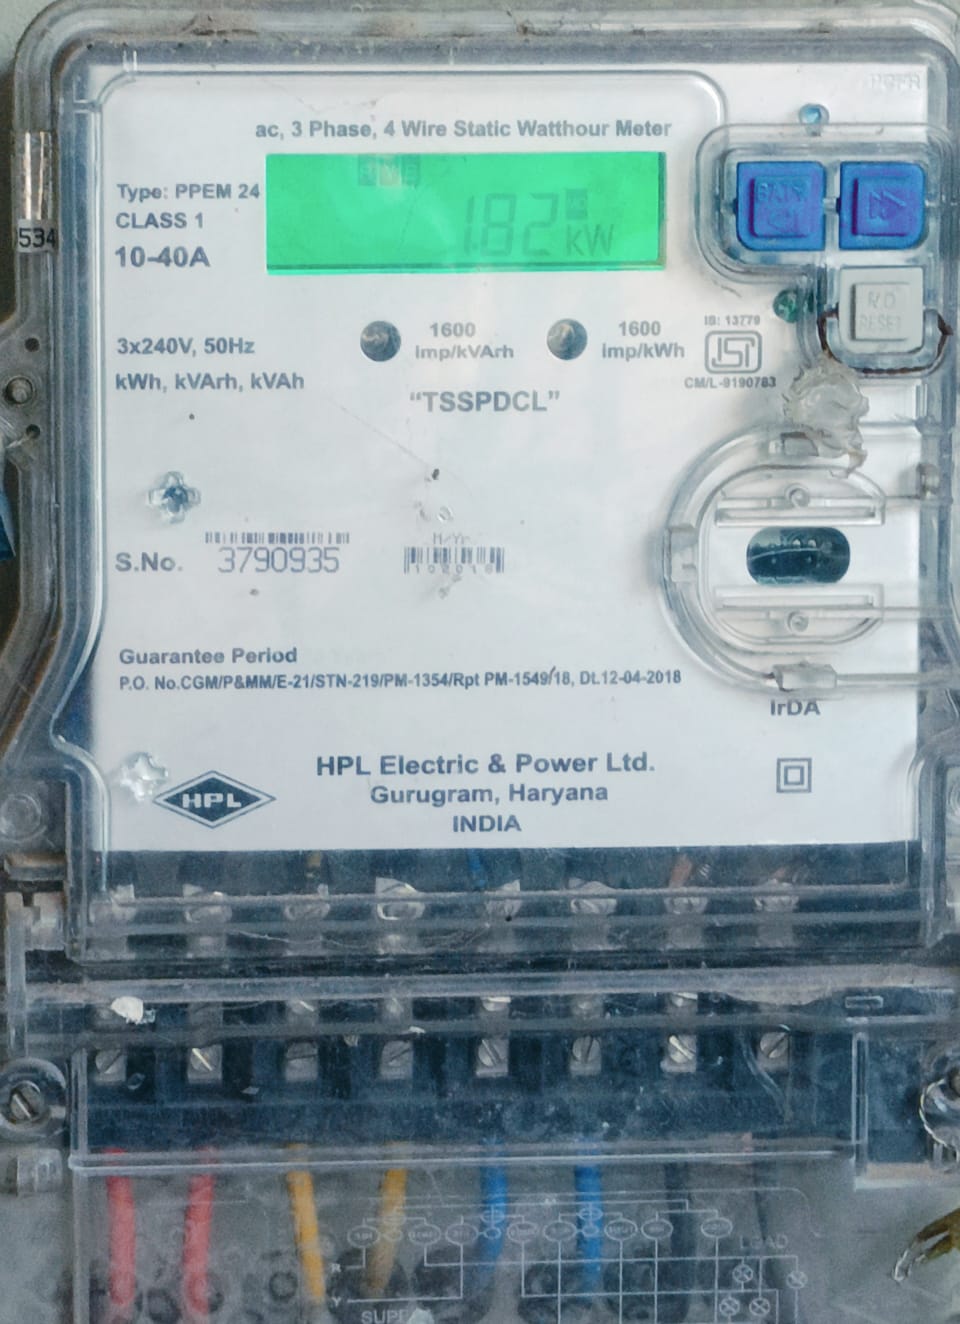 ac, 3 Phase, 4 Wire Static Watthour Meter
Type: PPEM 24
CLASS 1
10-40A
1.82 kW
534
3x240V, 50Hz
kWh, kVArh, kVAh
1600
imp/kVArh
1600
imp/kWh
IS: 13779
ISI
CM/L-9190783
M.D
RESET
"TSSPDCL"
S.No.
3790935
M/Yr
Guarantee Period
P.O. No.CGM/P&MM/E-21/STN-219/PM-1354/Rpt PM-1549/18, Dt.12-04-2018
IrDA
HPL
HPL Electric & Power Ltd.
Gurugram, Haryana
INDIA
LOAD